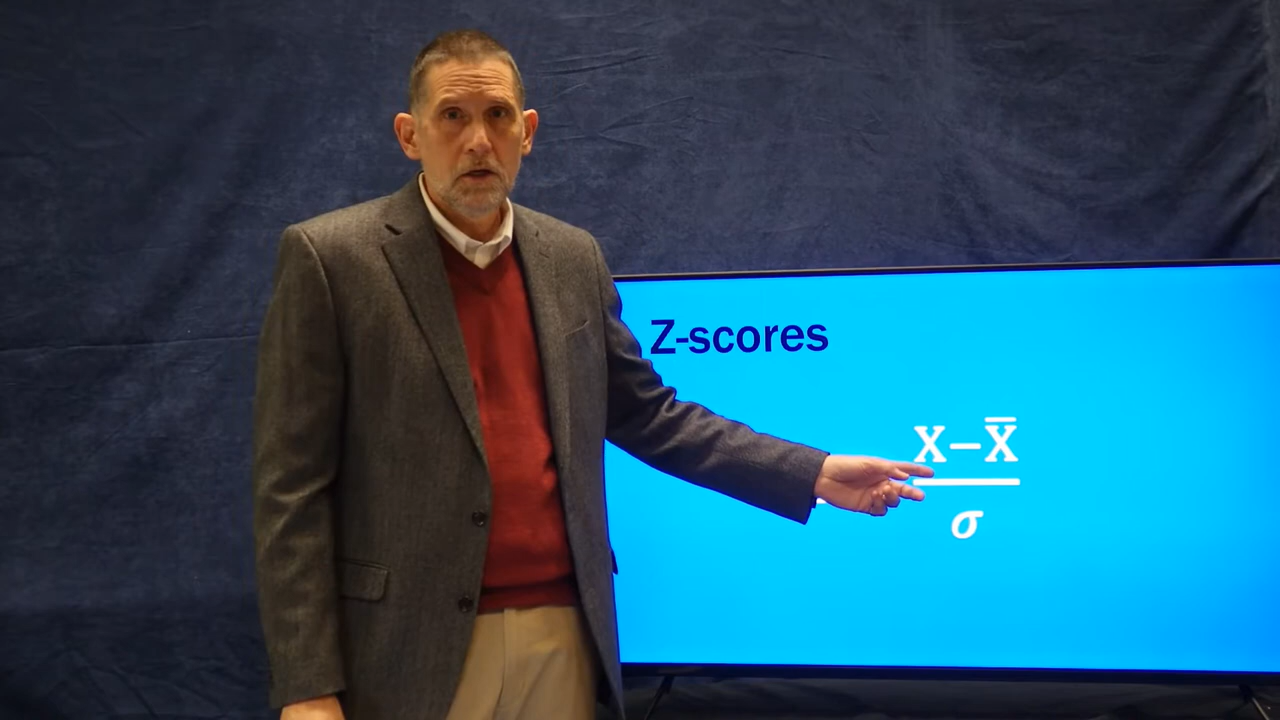 Z-scores
X–X̄
σ